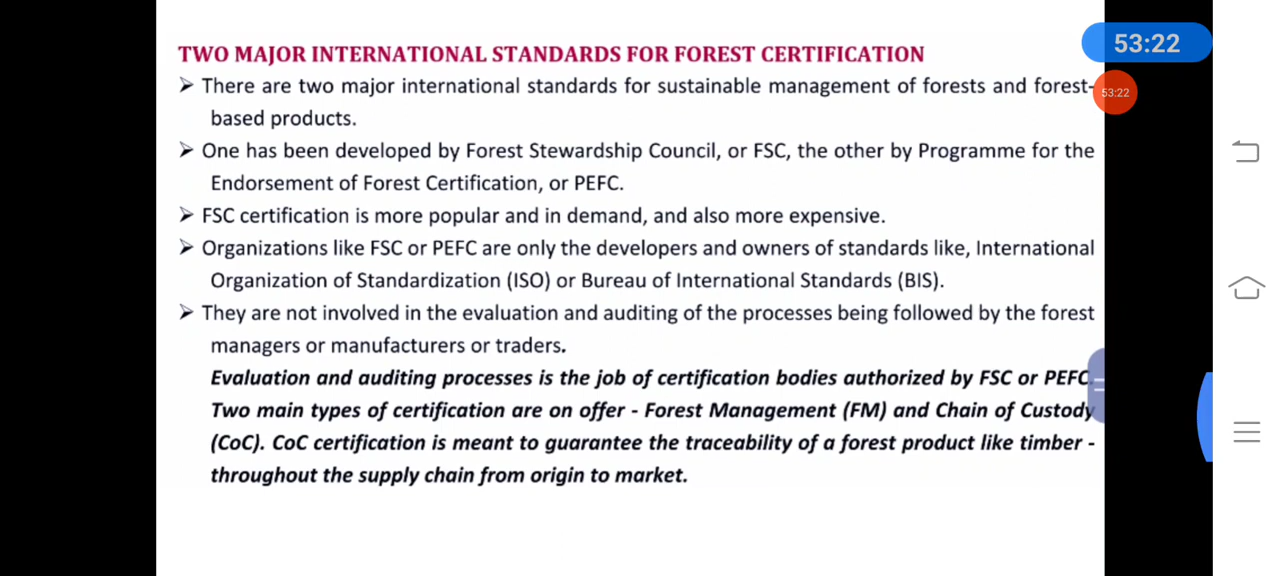 TWO MAJOR INTERNATIONAL STANDARDS FOR FOREST CERTIFICATION
➢ There are two major international standards for sustainable management of forests and forest-
based products.
➢ One has been developed by Forest Stewardship Council, or FSC, the other by Programme for the
Endorsement of Forest Certification, or PEFC.
➢ FSC certification is more popular and in demand, and also more expensive.
➢ Organizations like FSC or PEFC are only the developers and owners of standards like, International
Organization of Standardization (ISO) or Bureau of International Standards (BIS).
➢ They are not involved in the evaluation and auditing of the processes being followed by the forest
managers or manufacturers or traders.
Evaluation and auditing processes is the job of certification bodies authorized by FSC or PEFC.
Two main types of certification are on offer - Forest Management (FM) and Chain of Custody
(CoC). CoC certification is meant to guarantee the traceability of a forest product like timber -
throughout the supply chain from origin to market.
53:22
53:22